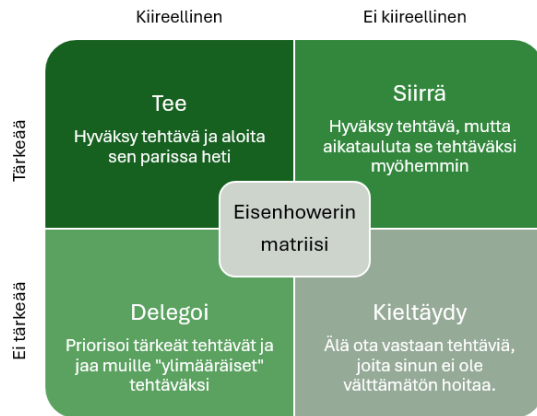 Kiireellinen
Ei kiireellinen
Tärkeää
Tee
Hyväksy tehtävä ja aloita
sen parissa heti
Siirrä
Hyväksy tehtävä, mutta
aikatauluta se tehtäväksi
myöhemmin
Eisenhowerin
matriisi
Ei tärkeää
Delegoi
Priorisoi tärkeät tehtävät ja
jaa muille "ylimääräiset"
tehtäväksi
Kieltäydy
Älä ota vastaan tehtäviä,
joita sinun ei ole
välttämätön hoitaa.